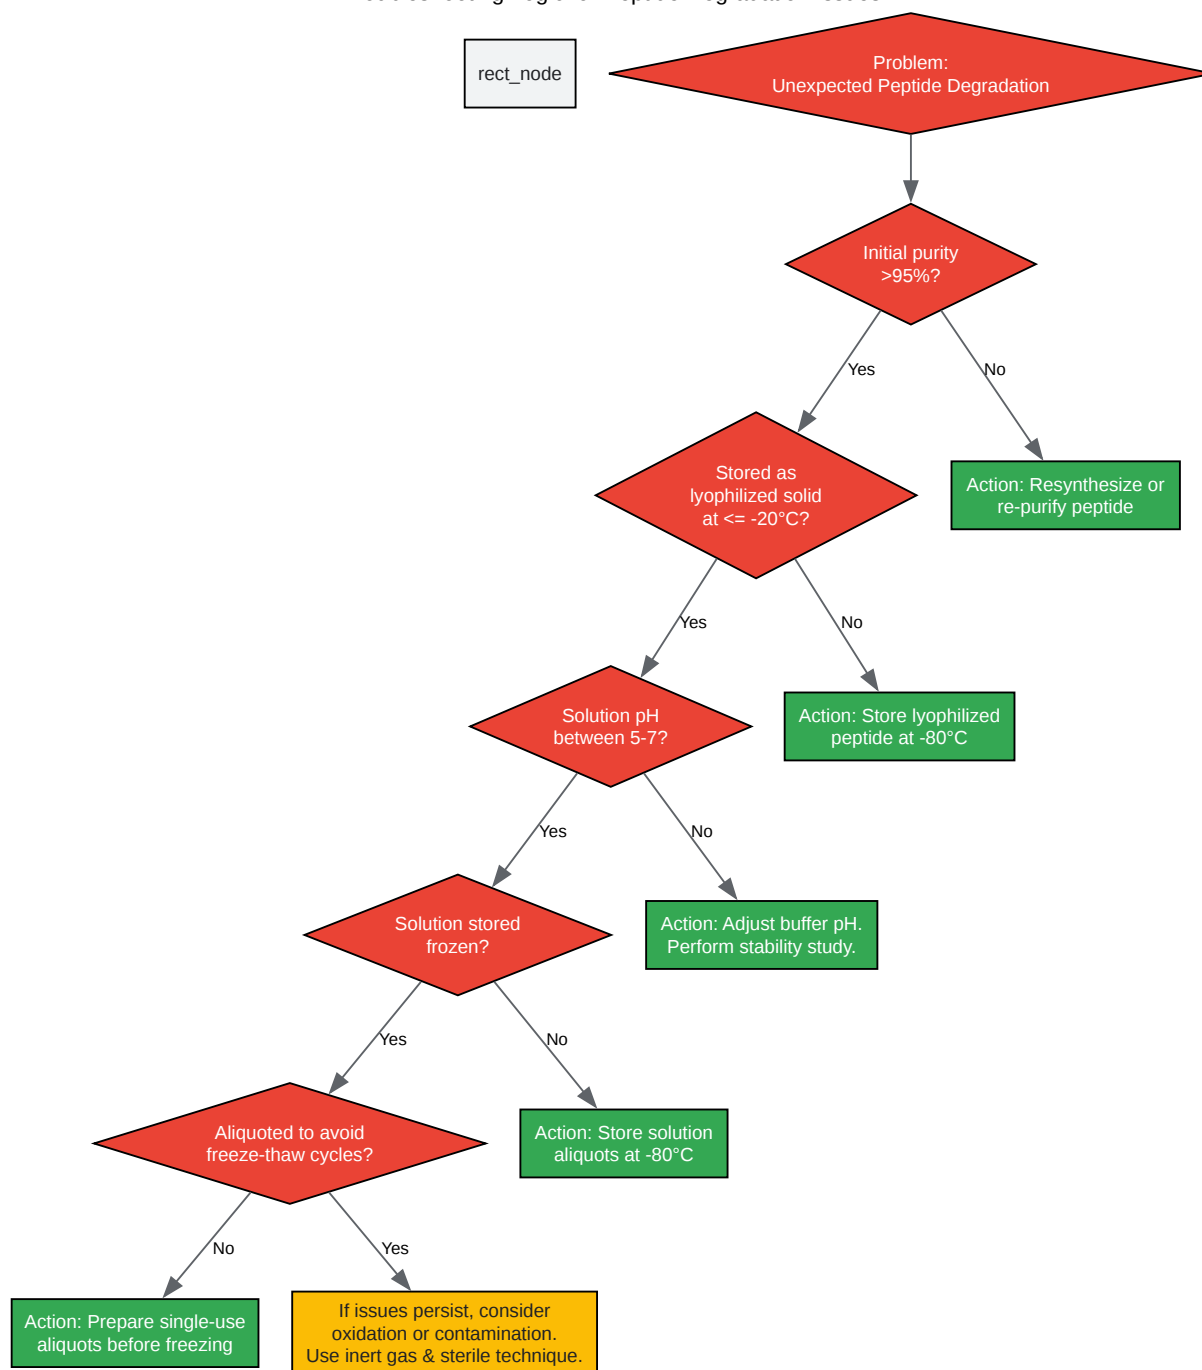 rect_node
Problem:
Unexpected Peptide Degradation
Initial purity
>95%?
Yes
No
Stored as
lyophilized solid
at <= -20°C?
Action: Resynthesize or
re-purify peptide
Yes
No
Solution pH
between 5-7?
Action: Store lyophilized
peptide at -80°C
Yes
No
Solution stored
frozen?
Action: Adjust buffer pH.
Perform stability study.
Yes
No
Aliquoted to avoid
freeze-thaw cycles?
Action: Store solution
aliquots at -80°C
No
Yes
Action: Prepare single-use
aliquots before freezing
If issues persist, consider
oxidation or contamination.
Use inert gas & sterile technique.